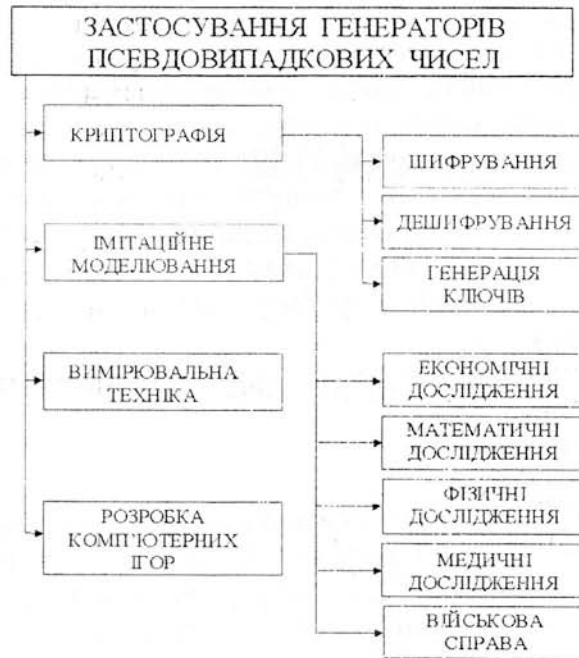 ЗАСТОСУВАННЯ ГЕНЕРАТОРІВ
ПСЕВДОВИПАДКОВИХ ЧИСЕЛ
КРИПТОГРАФІЯ
ШИФРУВАННЯ
ДЕШИФРУВАННЯ
ГЕНЕРАЦІЯ
КЛЮЧІВ
ІМІТАЦІЙНЕ
МОДЕЛЮВАННЯ
ЕКОНОМІЧНІ
ДОСЛІДЖЕННЯ
МАТЕМАТИЧНІ
ДОСЛІДЖЕННЯ
ФІЗИЧНІ
ДОСЛІДЖЕННЯ
МЕДИЧНІ
ДОСЛІДЖЕННЯ
ВІЙСЬКОВА
СПРАВА
ВИМІРЮВАЛЬНА
ТЕХНІКА
РОЗРОБКА
КОМП'ЮТЕРНИХ
ІГОР